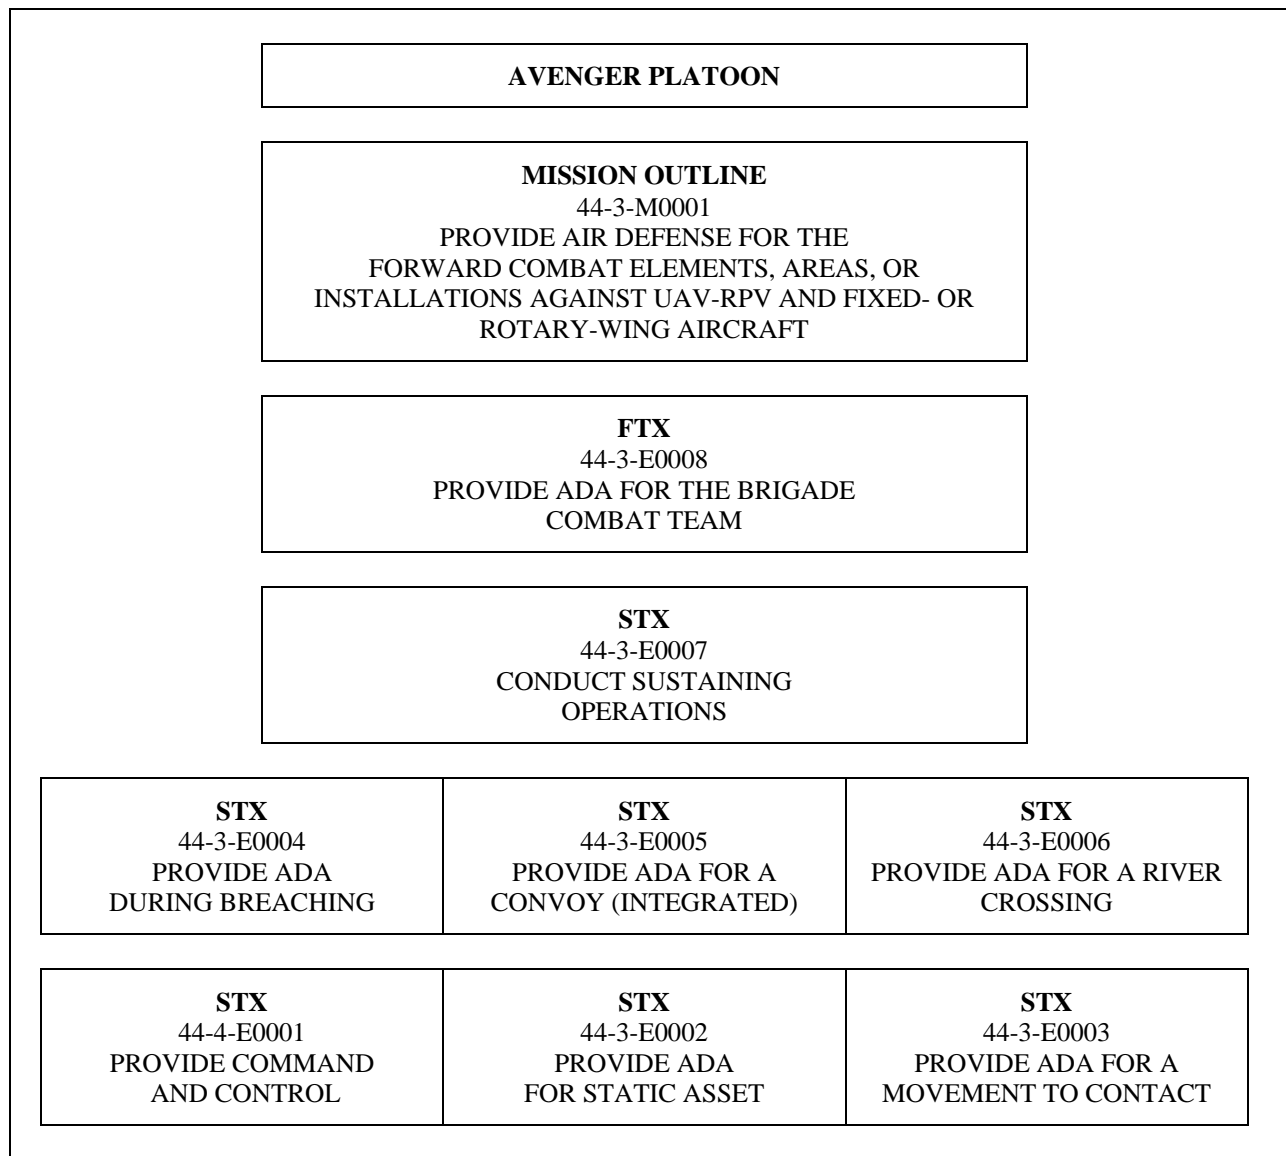 AVENGER PLATOON
MISSION OUTLINE
44-3-M0001
PROVIDE AIR DEFENSE FOR THE
FORWARD COMBAT ELEMENTS, AREAS, OR
INSTALLATIONS AGAINST UAV-RPV AND FIXED- OR
ROTARY-WING AIRCRAFT
FTX
44-3-E0008
PROVIDE ADA FOR THE BRIGADE
COMBAT TEAM
STX
44-3-E0007
CONDUCT SUSTAINING
OPERATIONS
STX
44-3-E0004
PROVIDE ADA
DURING BREACHING
STX
44-3-E0005
PROVIDE ADA FOR A
CONVOY (INTEGRATED)
STX
44-3-E0006
PROVIDE ADA FOR A RIVER
CROSSING
STX
44-4-E0001
PROVIDE COMMAND
AND CONTROL
STX
44-3-E0002
PROVIDE ADA
FOR STATIC ASSET
STX
44-3-E0003
PROVIDE ADA FOR A
MOVEMENT TO CONTACT